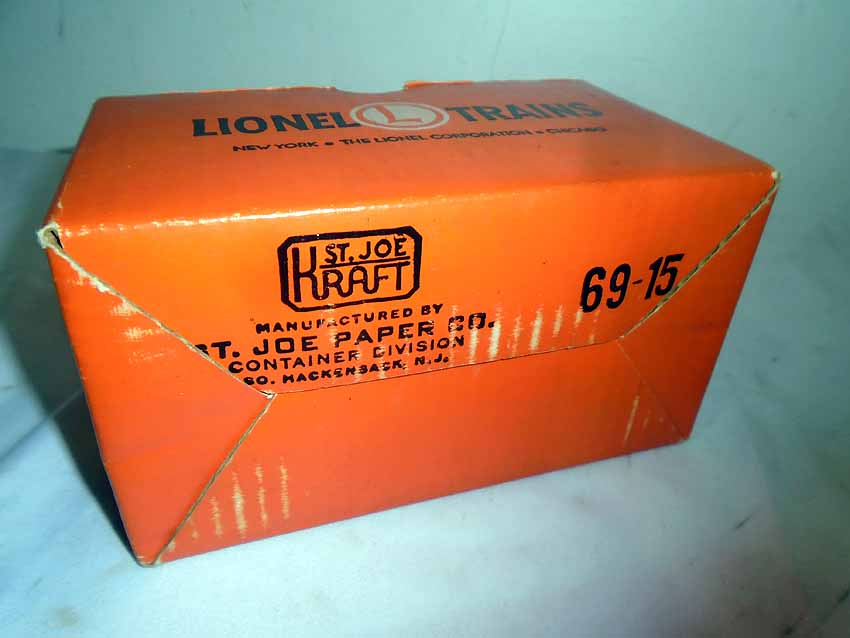 LIONEL L TRAINS
NEW YORK • THE LIONEL CORPORATION • CHICAGO
ST. JOE
KRAFT
69-15
MANUFACTURED BY
ST. JOE PAPER CO.
CONTAINER DIVISION
SO. HACKENSACK, N.J.